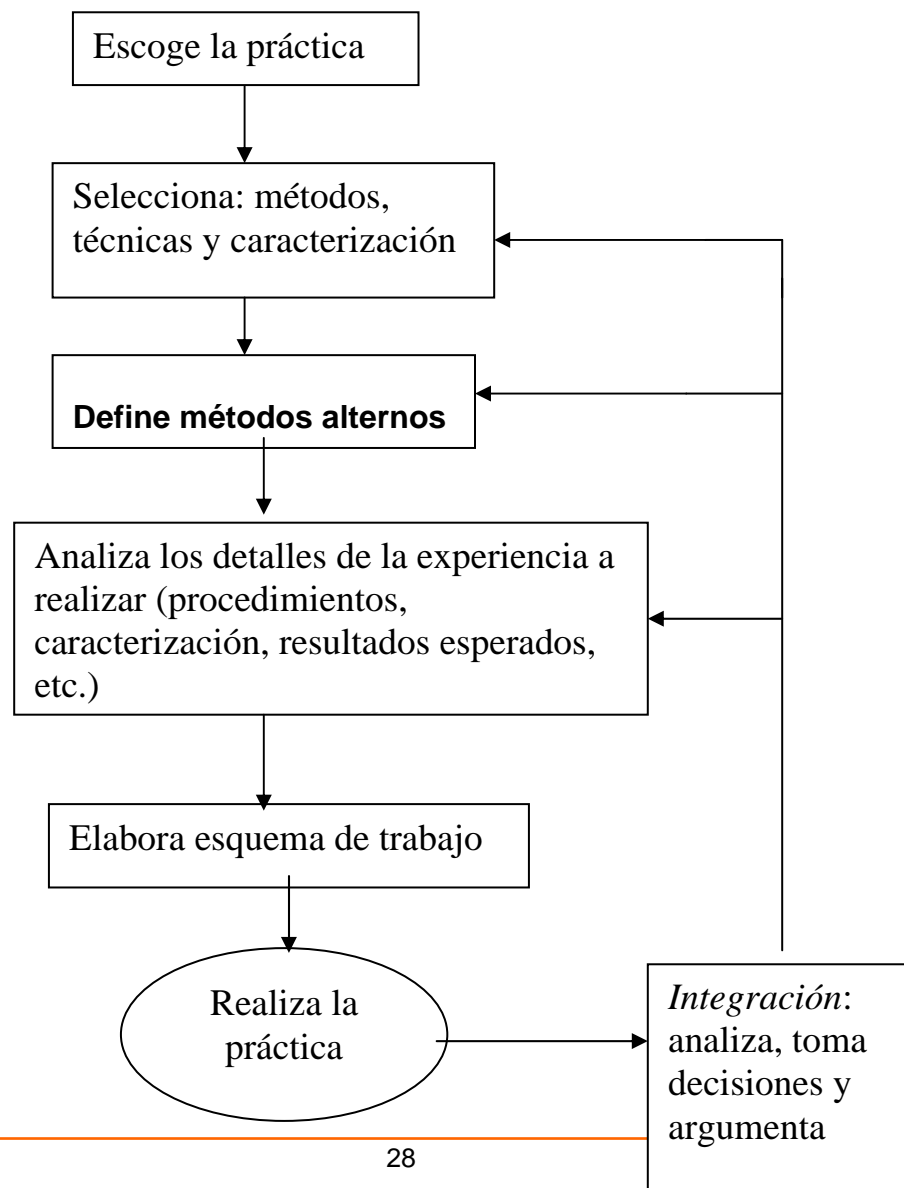 Escoge la práctica
Selecciona: métodos,
técnicas y caracterización
Define métodos alternos
Analiza los detalles de la experiencia a
realizar (procedimientos,
caracterización, resultados esperados,
etc.)
Elabora esquema de trabajo
Realiza la
práctica
Integración:
analiza, toma
decisiones y
argumenta
28